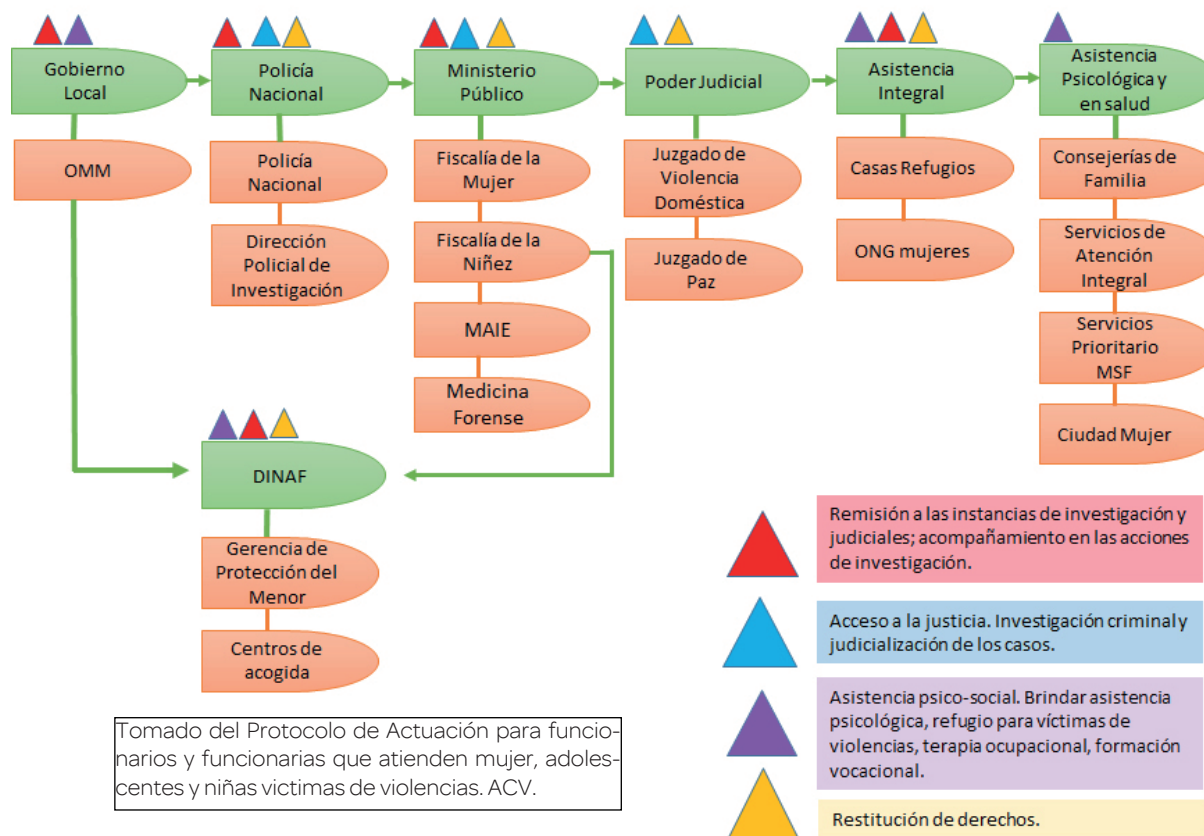 Gobierno
Local
OMM
Policía
Nacional
Policía
Nacional
Dirección
Policial de
Investigación
Ministerio
Público
Fiscalía de la
Mujer
Fiscalía de la
Niñez
MAIE
Medicina
Forense
Poder Judicial
Juzgado de
Violencia
Doméstica
Juzgado de
Paz
Asistencia
Integral
Casas Refugios
ONG mujeres
Asistencia
Psicológica y
en salud
Consejerías de
Familia
Servicios de
Atención
Integral
Servicios
Prioritario
MSF
Ciudad Mujer
DINAF
Gerencia de
Protección del
Menor
Centros de
acogida
Remisión a las instancias de investigación y
judiciales; acompañamiento en las acciones
de investigación.
Acceso a la justicia. Investigación criminal y
judicialización de los casos.
Asistencia psico-social. Brindar asistencia
psicológica, refugio para víctimas de
violencias, terapia ocupacional, formación
vocacional.
Restitución de derechos.
Tomado del Protocolo de Actuación para funcio-
narios y funcionarias que atienden mujer, adoles-
centes y niñas victimas de violencias. ACV.